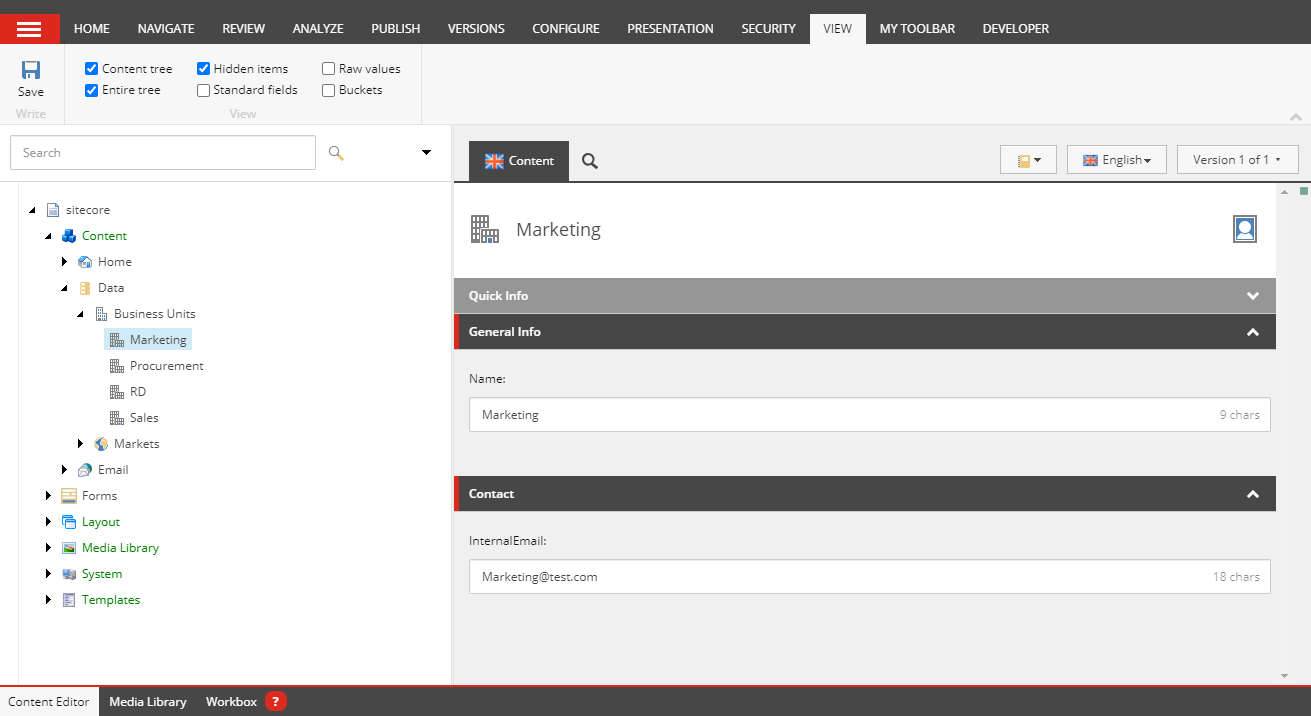 HOME NAVIGATE REVIEW ANALYZE PUBLISH VERSIONS CONFIGURE PRESENTATION SECURITY VIEW MY TOOLBAR DEVELOPER
Save
Write
Content tree Hidden items Raw values
Entire tree Standard fields Buckets
View
Search
sitecore
Content
Home
Data
Business Units
Marketing
Procurement
RD
Sales
Markets
Email
Forms
Layout
Media Library
System
Templates
Content
English
Version 1 of 1
Marketing
Quick Info
General Info
Name:
Marketing 9 chars
Contact
InternalEmail:
Marketing@test.com 18 chars
Content Editor Media Library Workbox ?